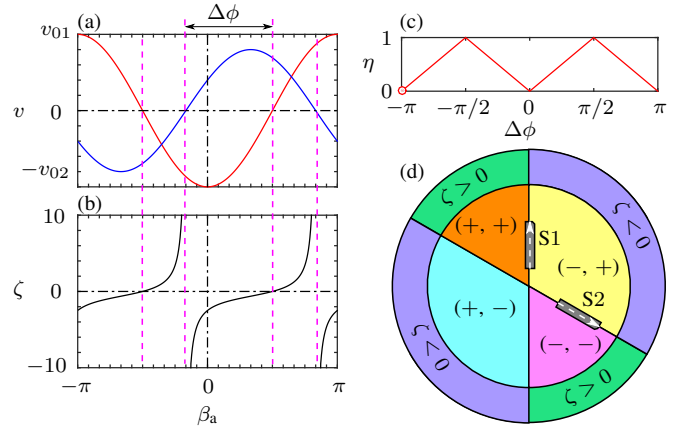 (a)
Δϕ
v₀₁
v
0
−v₀₂
(b)
10
ζ
0
−10
−π
0
π
βₐ
(c)
1
η
0
−π
−π/2
0
π/2
π
Δϕ
(d)
ζ > 0
ζ < 0
(+, +)
S1
(−, +)
S2
(+, −)
(−, −)
ζ < 0
ζ > 0